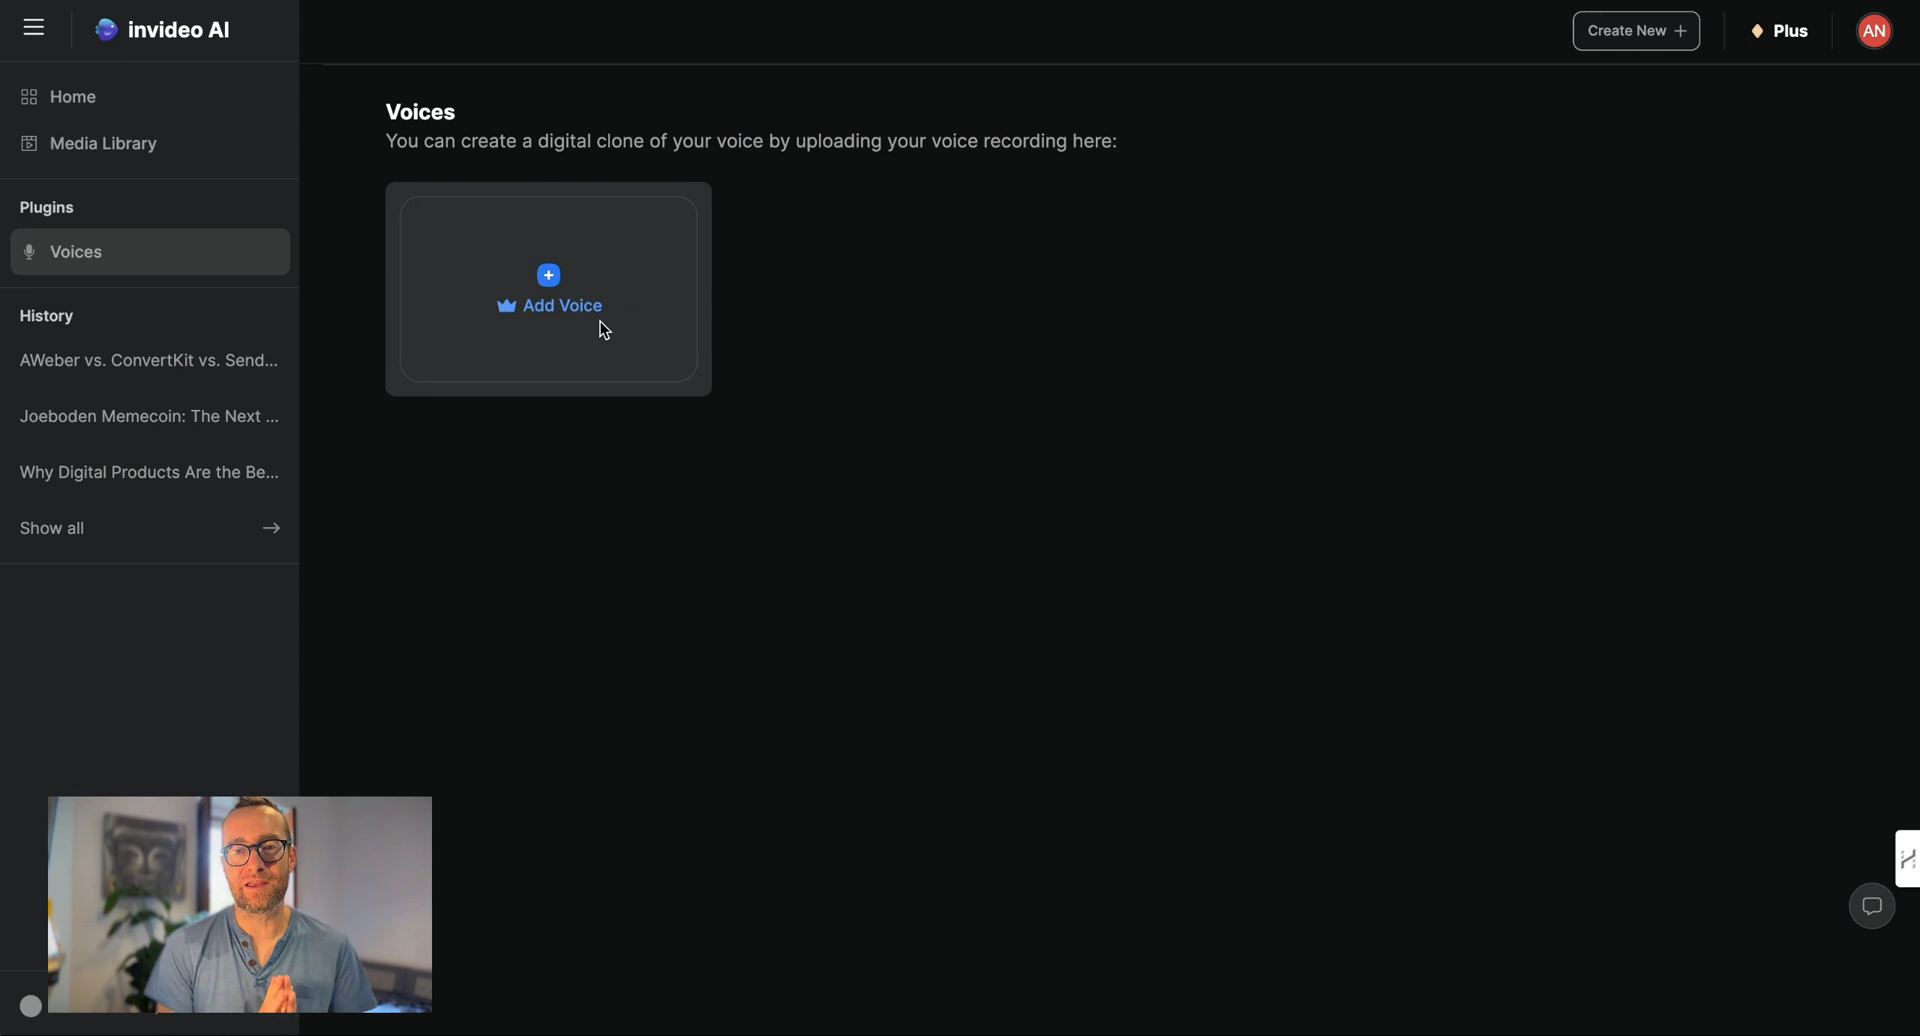 invideo AI
Create New +
Plus
AN
Home
Media Library
Plugins
Voices
History
AWeber vs. ConvertKit vs. Send...
Joeboden Memecoin: The Next ...
Why Digital Products Are the Be...
Show all
Voices
You can create a digital clone of your voice by uploading your voice recording here:
Add Voice